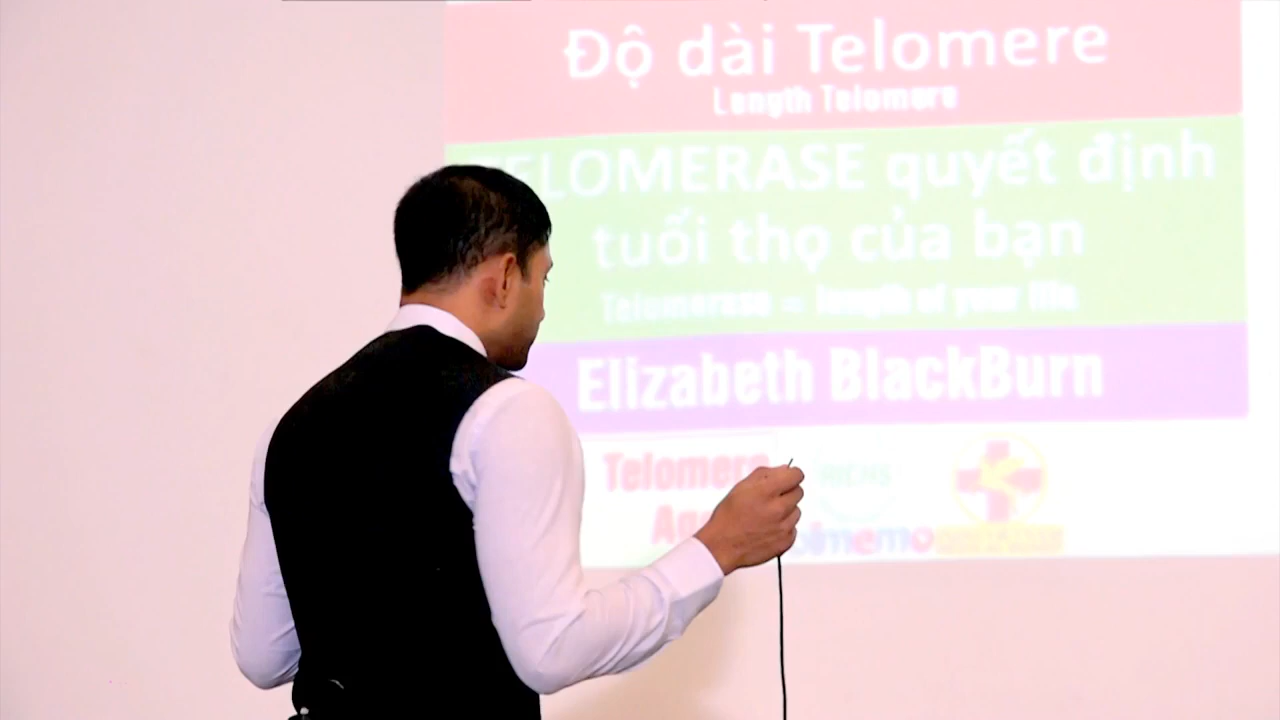 Độ dài Telomere
Length Telomere
TELOMERASE quyết định
tuổi thọ của bạn
Telomerase = length of your life
Elizabeth BlackBurn
Telomere